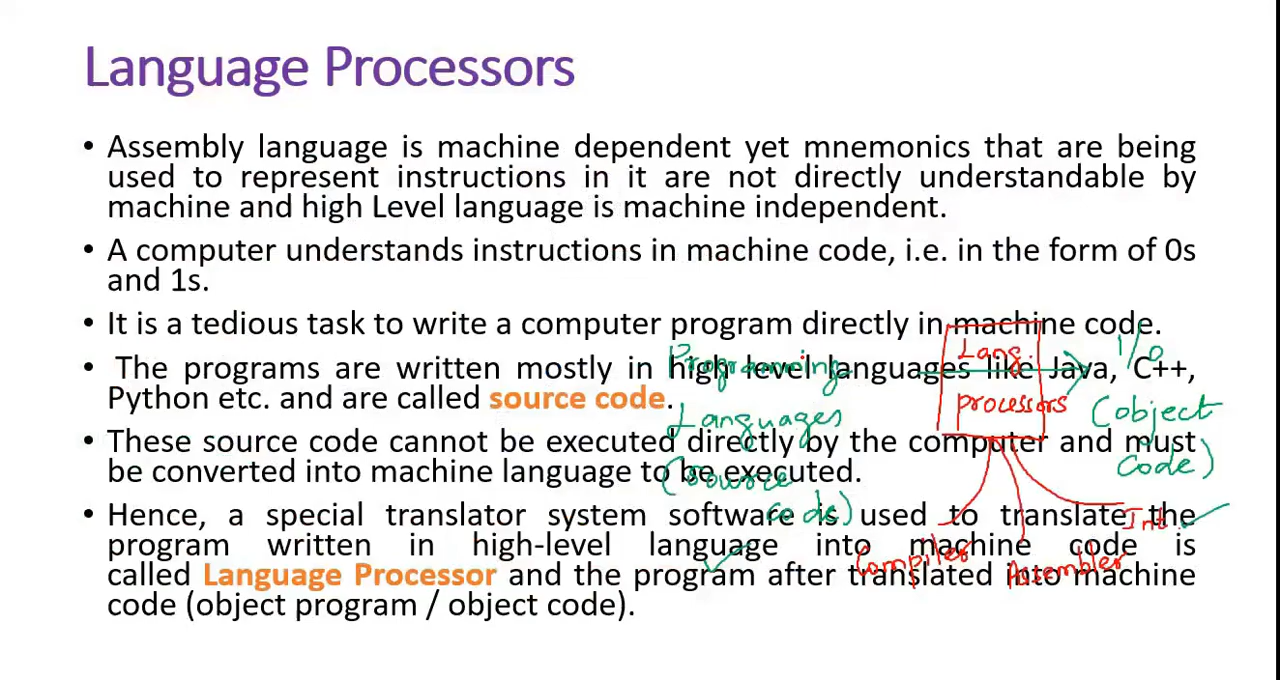 Language Processors
• Assembly language is machine dependent yet mnemonics that are being
used to represent instructions in it are not directly understandable by
machine and high Level language is machine independent.
• A computer understands instructions in machine code, i.e. in the form of 0s
and 1s.
• It is a tedious task to write a computer program directly in machine code.
• The programs are written mostly in high level languages like Java, C++,
Python etc. and are called source code.
• These source code cannot be executed directly by the computer and must
be converted into machine language to be executed.
• Hence, a special translator system software is used to translate the
program written in high-level language into machine code is
called Language Processor and the program after translated into machine
code (object program / object code).
Programming
Languages
(source
code)
Lang.
processors
1/0
(object
code)
Compiler
Assembler
Int.